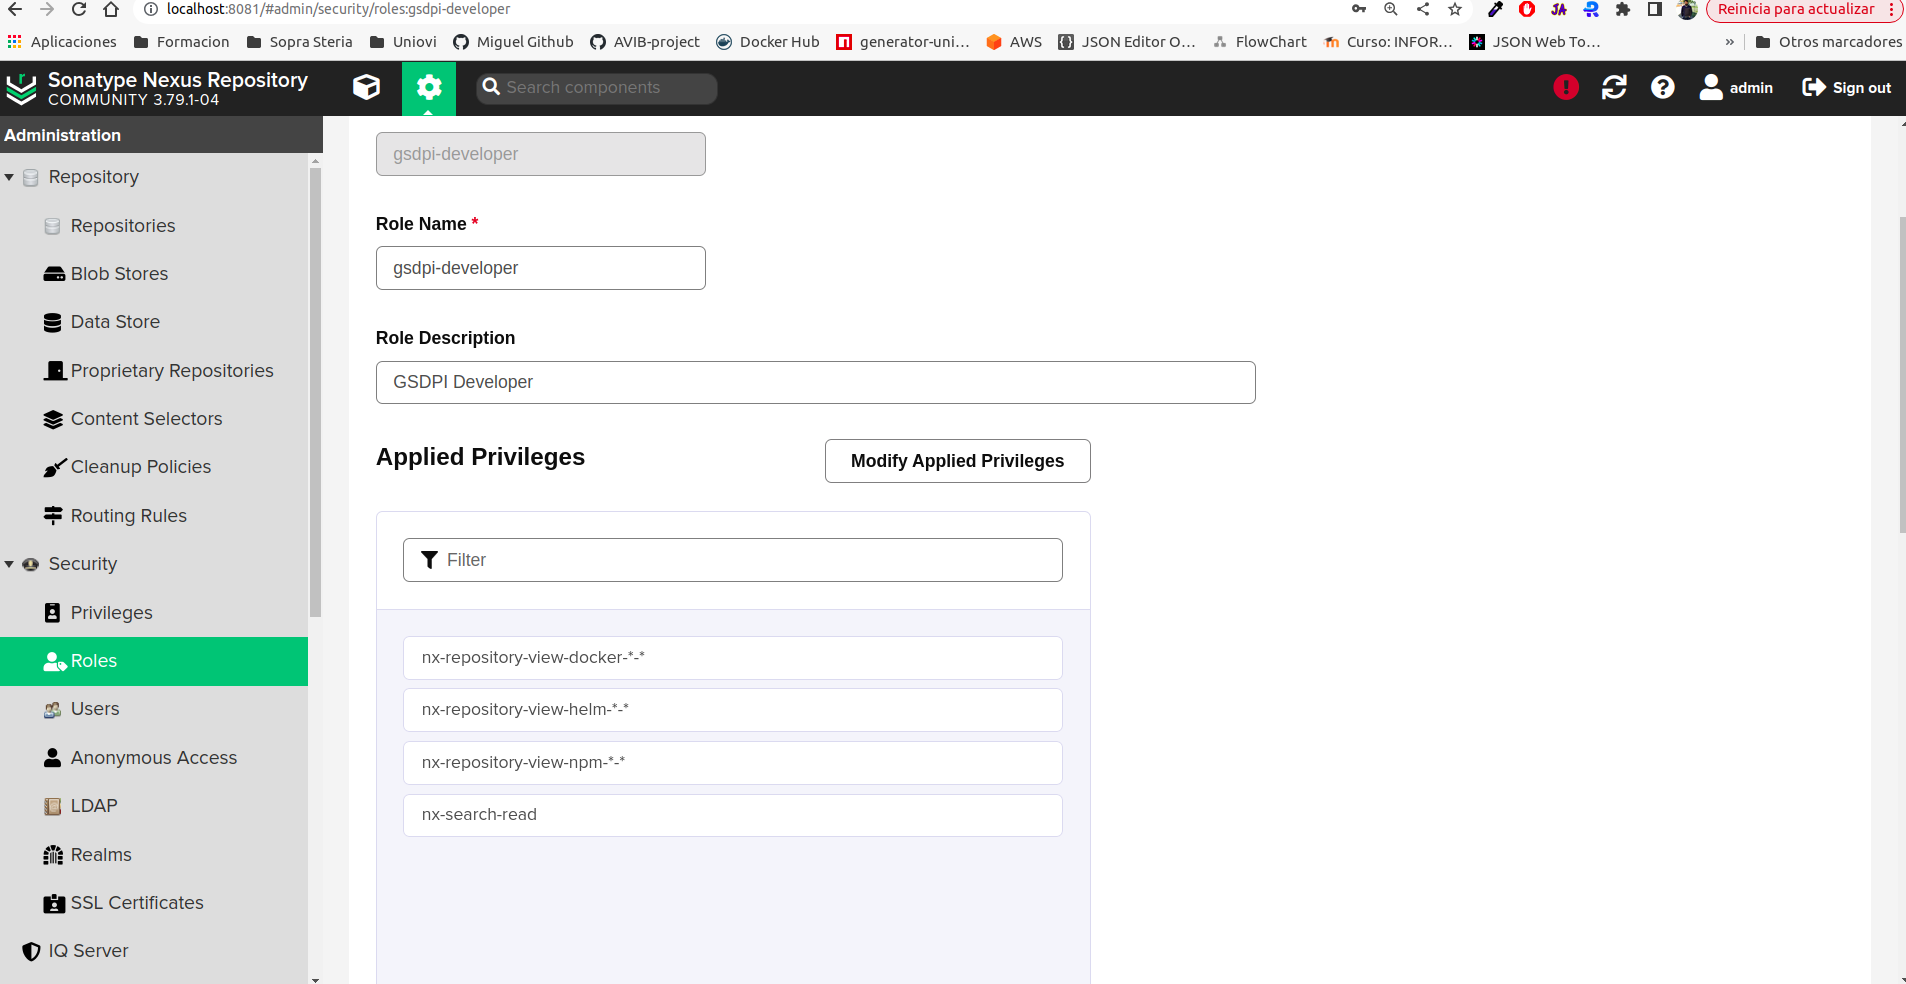 localhost:8081/#admin/security/roles:gsdpi-developer
Reinicia para actualizar
Aplicaciones
Formacion
Sopra Steria
Uniovi
Miguel Github
AVIB-project
Docker Hub
generator-uni...
AWS
JSON Editor O...
FlowChart
Curso: INFOR...
JSON Web To...
»
Otros marcadores
Sonatype Nexus Repository
COMMUNITY 3.79.1-04
Search components
admin
Sign out
Administration
Repository
Repositories
Blob Stores
Data Store
Proprietary Repositories
Content Selectors
Cleanup Policies
Routing Rules
Security
Privileges
Roles
Users
Anonymous Access
LDAP
Realms
SSL Certificates
IQ Server
gsdpi-developer
Role Name *
gsdpi-developer
Role Description
GSDPI Developer
Applied Privileges
Modify Applied Privileges
Filter
nx-repository-view-docker-*-*
nx-repository-view-helm-*-*
nx-repository-view-npm-*-*
nx-search-read